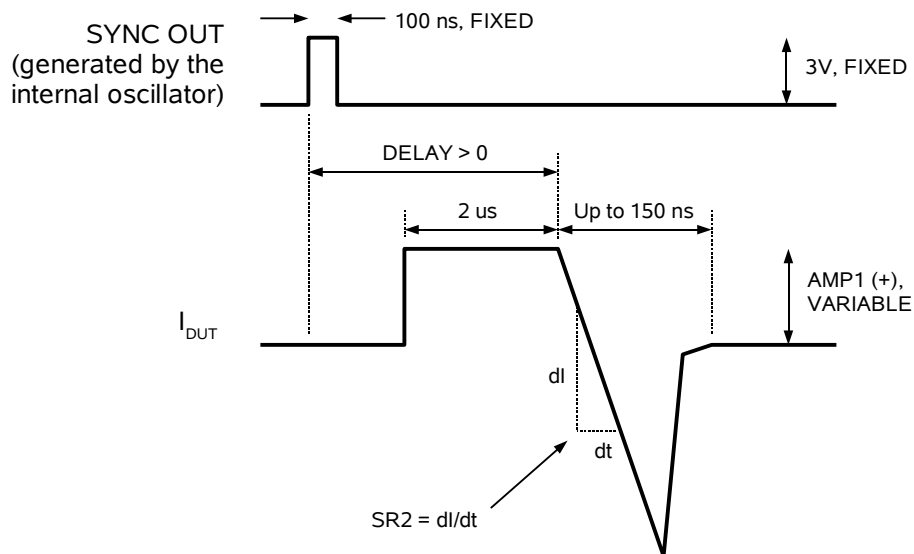 100 ns, FIXED
SYNC OUT
(generated by the
internal oscillator)
3V, FIXED
DELAY > 0
2 us
Up to 150 ns
AMP1 (+),
VARIABLE
I_DUT
dI
dt
SR2 = dI/dt